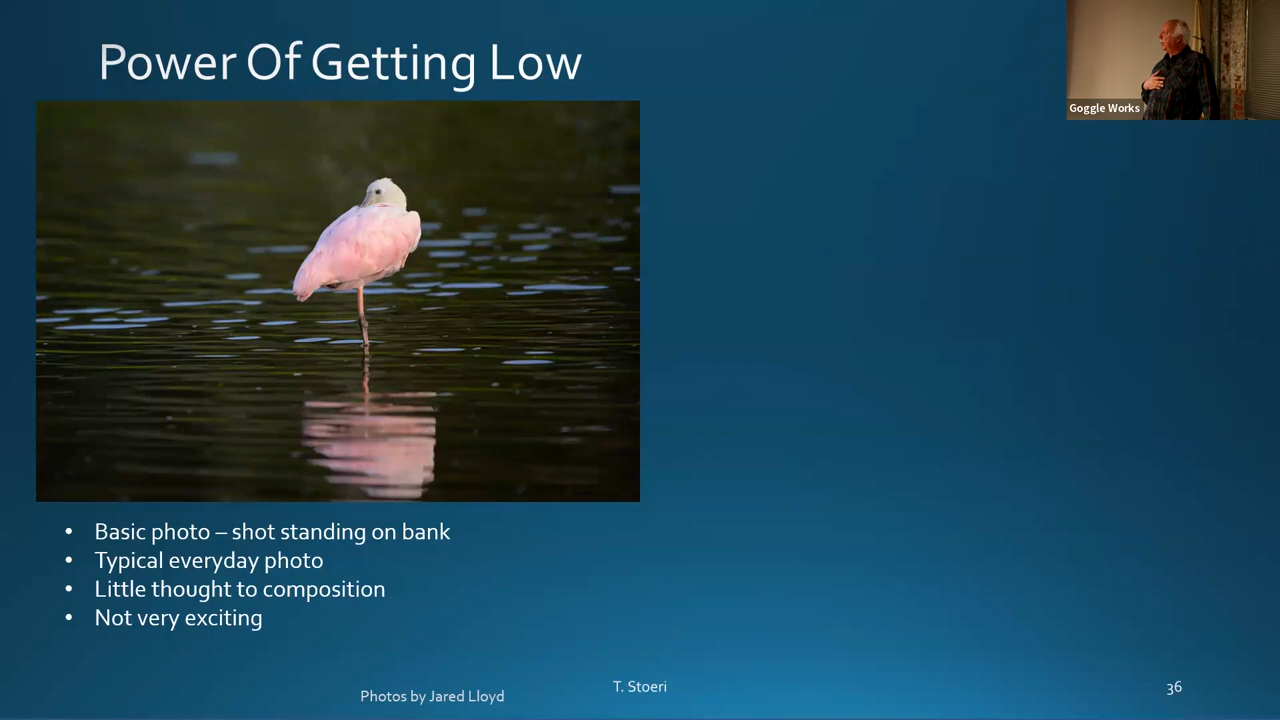 Power Of Getting Low
Goggle Works
• Basic photo – shot standing on bank
• Typical everyday photo
• Little thought to composition
• Not very exciting
Photos by Jared Lloyd
T. Stoeri
36